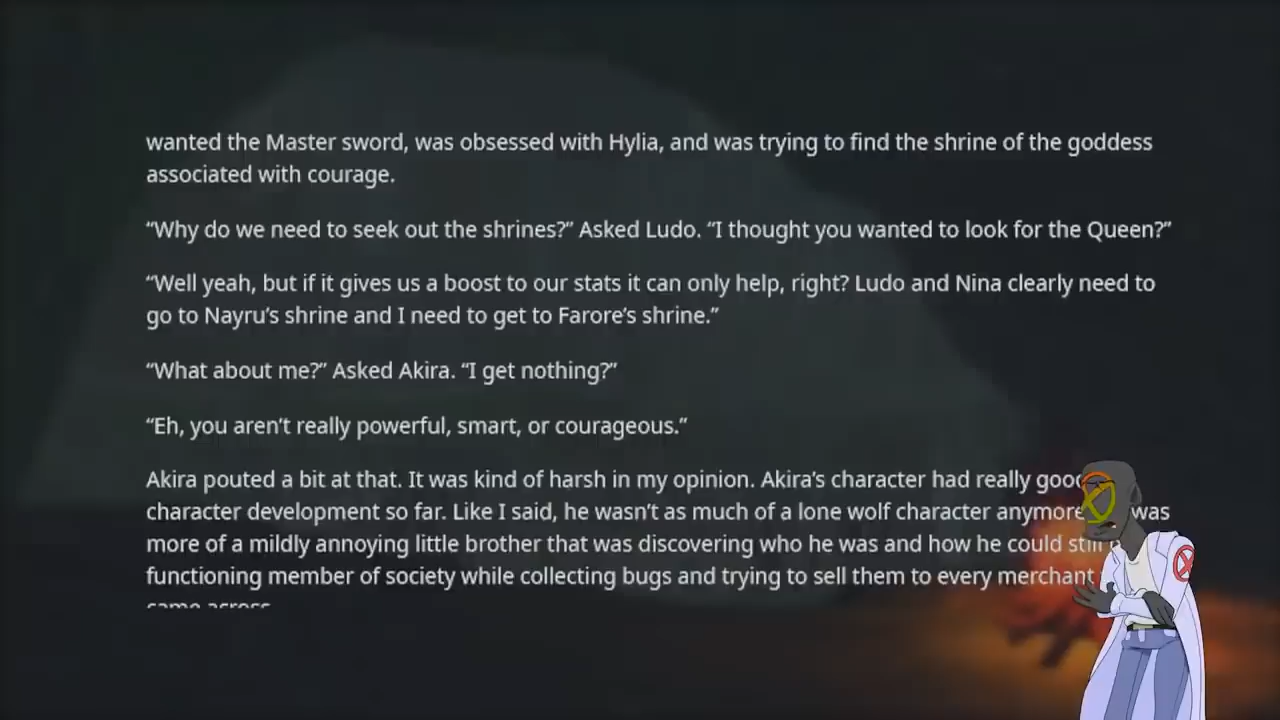 wanted the Master sword, was obsessed with Hylia, and was trying to find the shrine of the goddess
associated with courage.
“Why do we need to seek out the shrines?” Asked Ludo. “I thought you wanted to look for the Queen?”
“Well yeah, but if it gives us a boost to our stats it can only help, right? Ludo and Nina clearly need to
go to Nayru’s shrine and I need to get to Farore’s shrine.”
“What about me?” Asked Akira. “I get nothing?”
“Eh, you aren’t really powerful, smart, or courageous.”
Akira pouted a bit at that. It was kind of harsh in my opinion. Akira’s character had really good
character development so far. Like I said, he wasn’t as much of a lone wolf character anymore was
more of a mildly annoying little brother that was discovering who he was and how he could still
functioning member of society while collecting bugs and trying to sell them to every merchant
came across